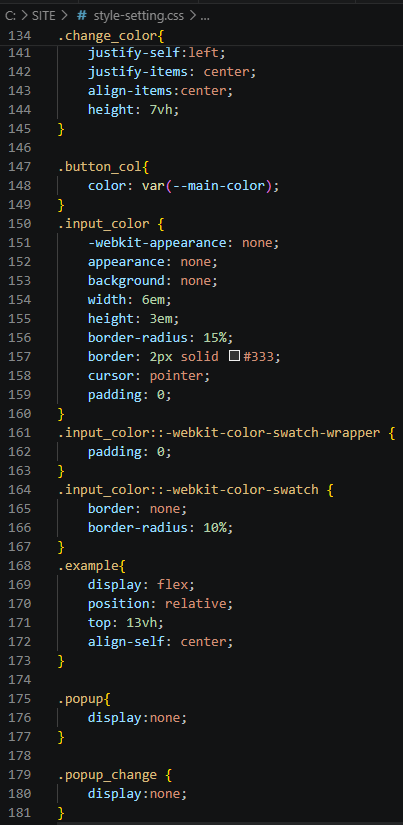 C: > SITE > # style-setting.css > ...
134 .change_color{
141 justify-self:left;
142 justify-items: center;
143 align-items:center;
144 height: 7vh;
145 }
146
147 .button_col{
148 color: var(--main-color);
149 }
150 .input_color {
151 -webkit-appearance: none;
152 appearance: none;
153 background: none;
154 width: 6em;
155 height: 3em;
156 border-radius: 15%;
157 border: 2px solid #333;
158 cursor: pointer;
159 padding: 0;
160 }
161 .input_color::-webkit-color-swatch-wrapper {
162 padding: 0;
163 }
164 .input_color::-webkit-color-swatch {
165 border: none;
166 border-radius: 10%;
167 }
168 .example{
169 display: flex;
170 position: relative;
171 top: 13vh;
172 align-self: center;
173 }
174
175 .popup{
176 display:none;
177 }
178
179 .popup_change {
180 display:none;
181 }